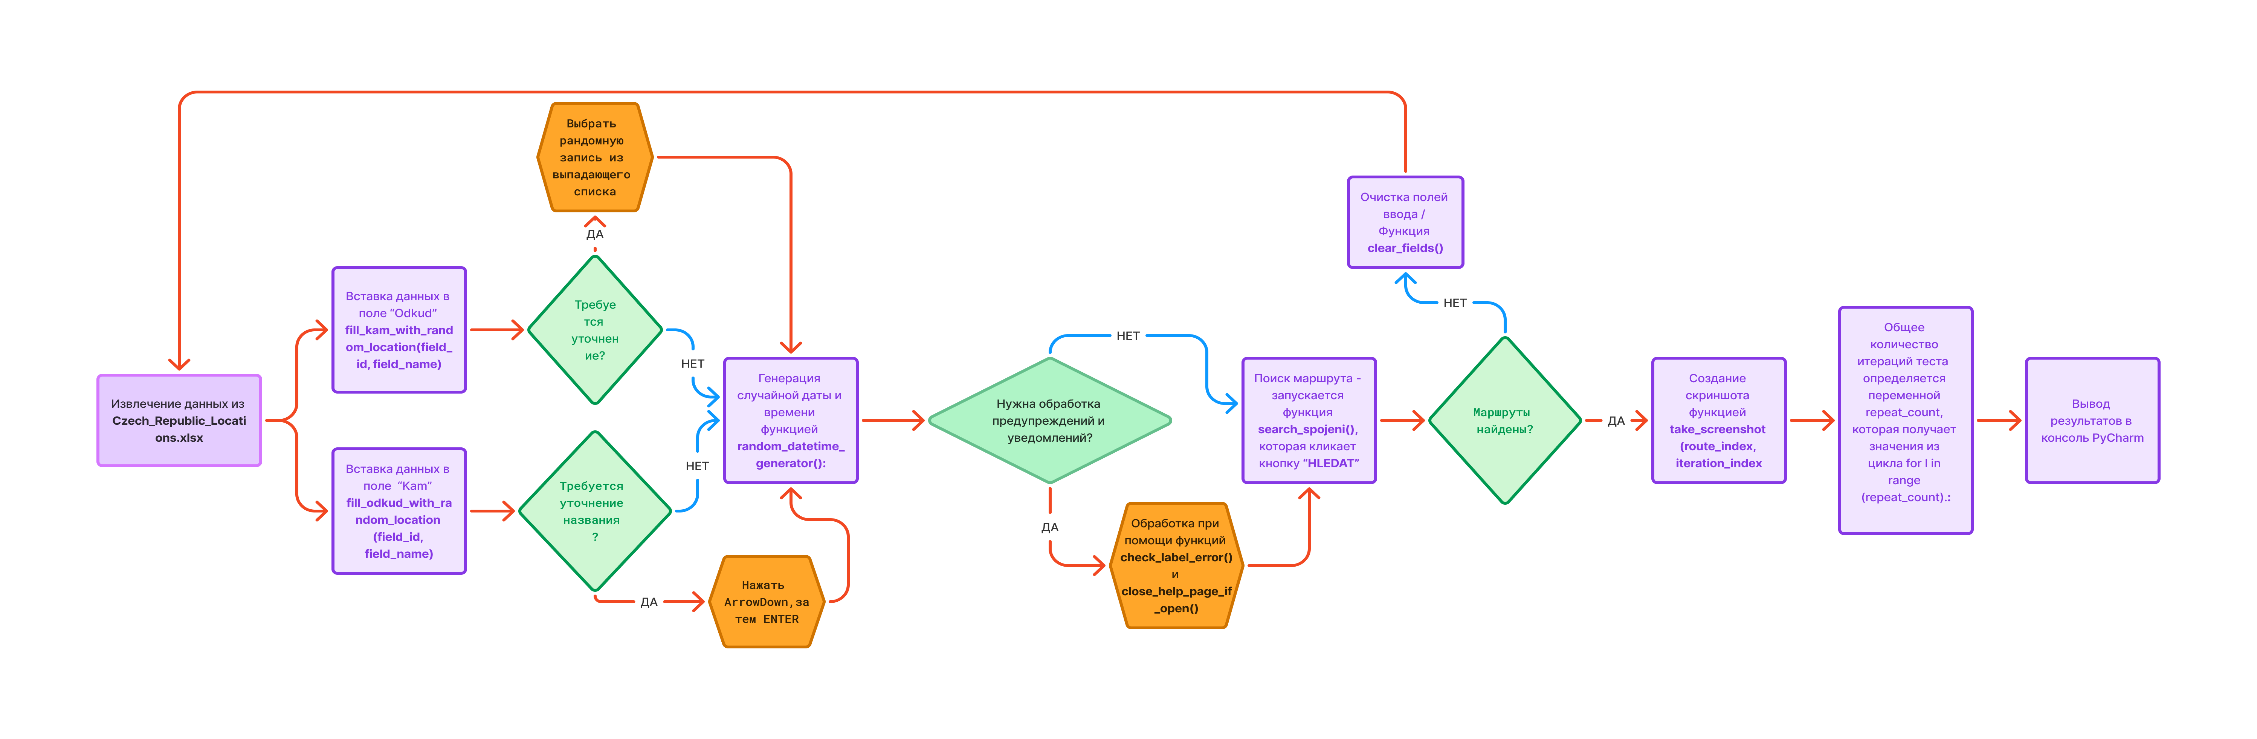 Извлечение данных из
Czech_Republic_Locati
ons.xlsx
Вставка данных в
поле “Odkud”
fill_kam_with_rand
om_location(field_
id, field_name)
Вставка данных в
поле “Kam”
fill_odkud_with_ra
ndom_location
(field_id,
field_name)
Выбрать
рандомную
запись из
выпадающего
списка
ДА
Требуе
тся
уточнен
ие?
НЕТ
Требуется
уточнение
названия
?
НЕТ
ДА
Нажать
ArrowDown,за
тем ENTER
Генерация
случайной даты и
времени
функцией
random_datetime_
generator():
Нужна обработка
предупреждений и
уведомлений?
НЕТ
ДА
Обработка при
помощи функций
check_label_error()
и
close_help_page_if
_open()
Поиск маршрута -
запускается
функция
search_spojeni(),
которая кликает
кнопку “HLEDAT”
Маршруты
найдены?
НЕТ
Очистка полей
ввода /
Функция
clear_fields()
ДА
Создание
скриншота
функцией
take_screenshot
(route_index,
iteration_index
Общее
количество
итераций теста
определяется
переменной
repeat_count,
которая получает
значения из
цикла for I in
range
(repeat_count).:
Вывод
результатов в
консоль PyCharm